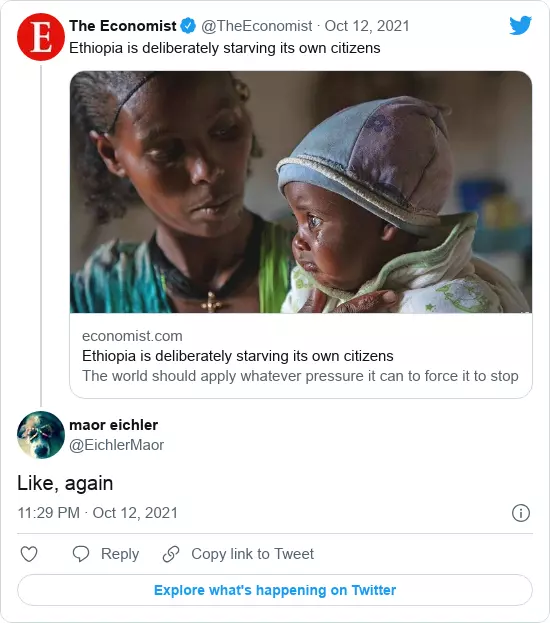 The Economist @TheEconomist · Oct 12, 2021
Ethiopia is deliberately starving its own citizens
economist.com
Ethiopia is deliberately starving its own citizens
The world should apply whatever pressure it can to force it to stop
maor eichler
@EichlerMaor
Like, again
11:29 PM · Oct 12, 2021
Reply Copy link to Tweet
Explore what's happening on Twitter